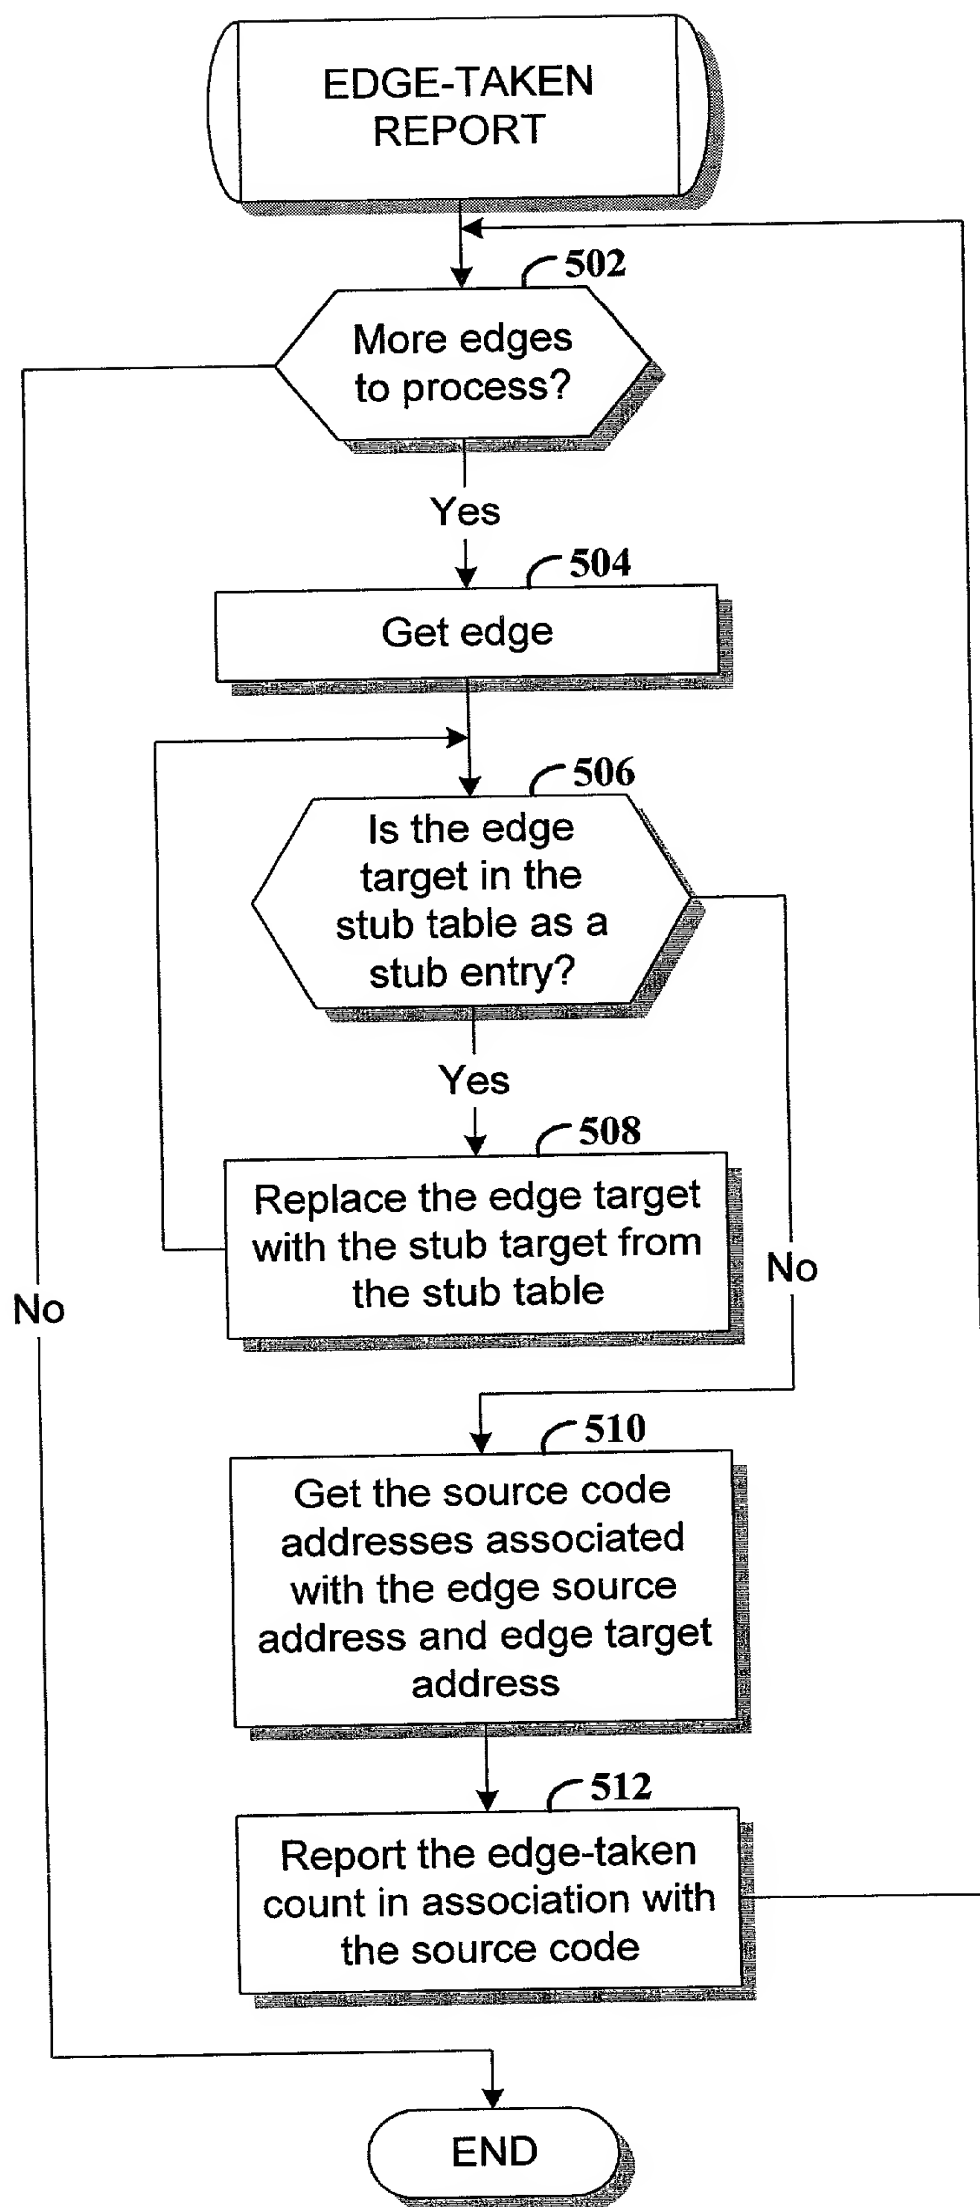 EDGE-TAKEN
REPORT
502
More edges
to process?
Yes
504
Get edge
506
Is the edge
target in the
stub table as a
stub entry?
Yes
508
Replace the edge target
with the stub target from
the stub table
No
No
510
Get the source code
addresses associated
with the edge source
address and edge target
address
512
Report the edge-taken
count in association with
the source code
END